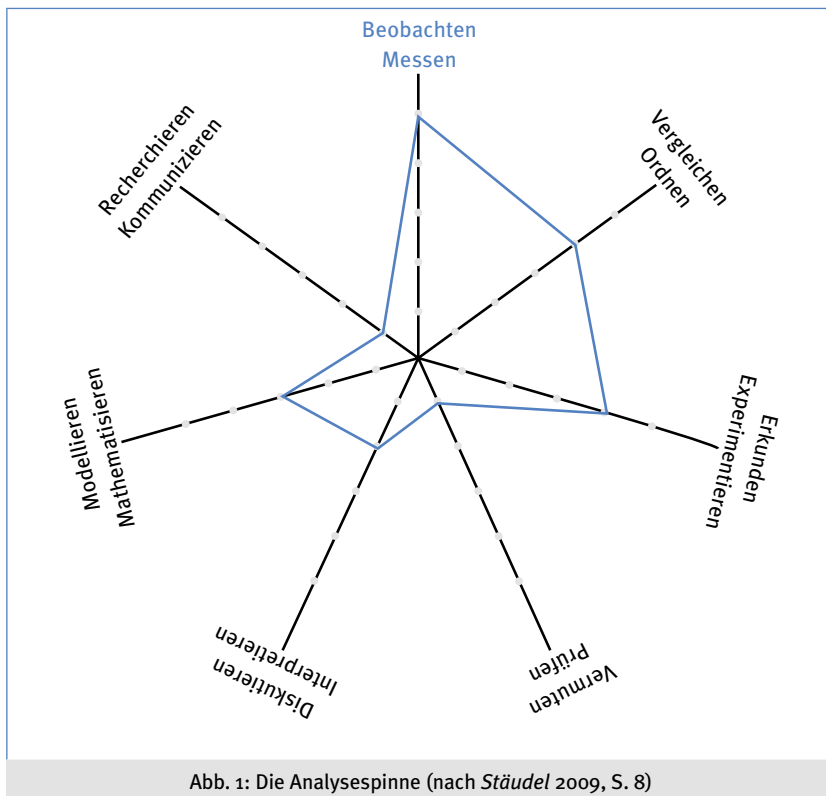 Beobachten
Messen
Vergleichen
Ordnen
Erkunden
Experimentieren
Vermuten
Prüfen
Diskutieren
Interpretieren
Modellieren
Mathematisieren
Recherchieren
Kommunizieren
Abb. 1: Die Analysespinne (nach Stäudel 2009, S. 8)